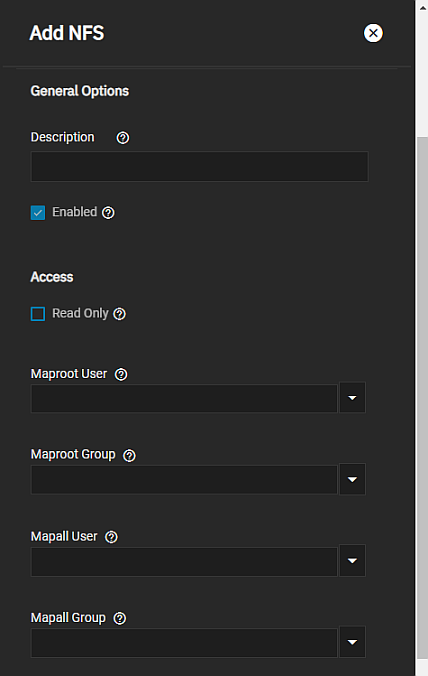 Add NFS
General Options
Description
Enabled
Access
Read Only
Maproot User
Maproot Group
Mapall User
Mapall Group